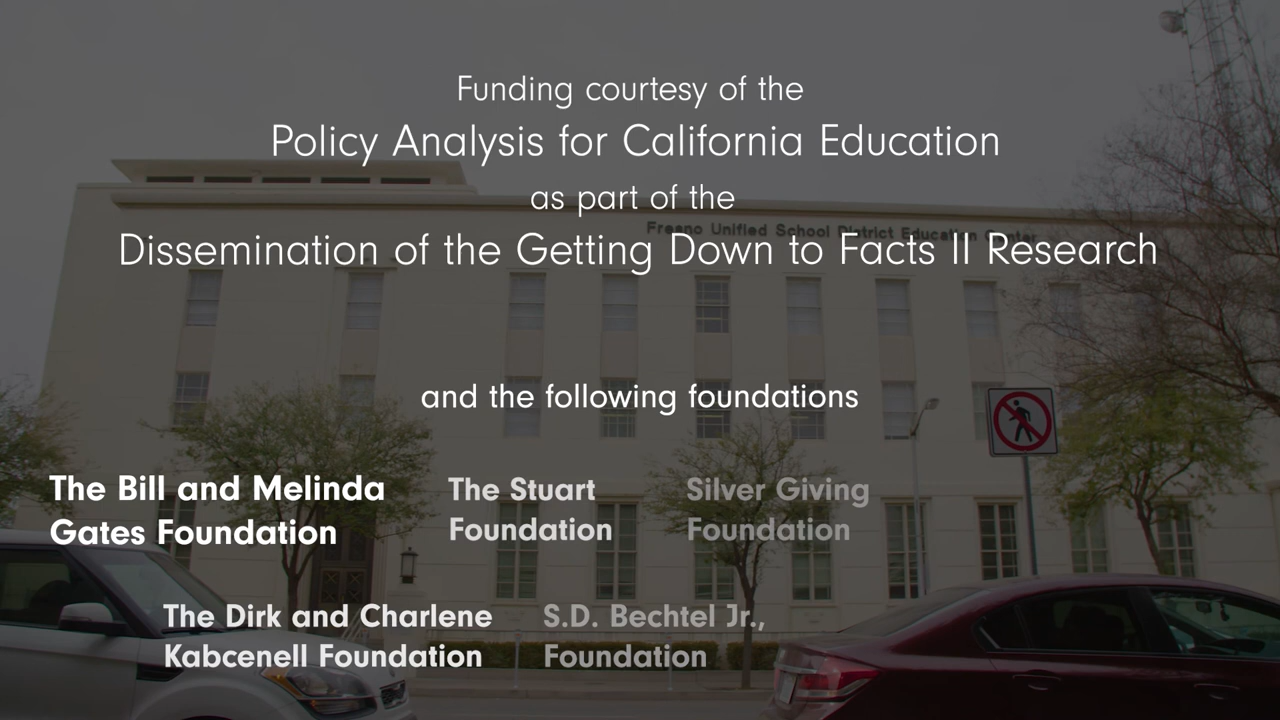 Funding courtesy of the
Policy Analysis for California Education
as part of the
Fresno Unified School District Education Center
Dissemination of the Getting Down to Facts II Research
and the following foundations
The Bill and Melinda
Gates Foundation
The Stuart
Foundation
Silver Giving
Foundation
The Dirk and Charlene
Kabcenell Foundation
S.D. Bechtel Jr.,
Foundation